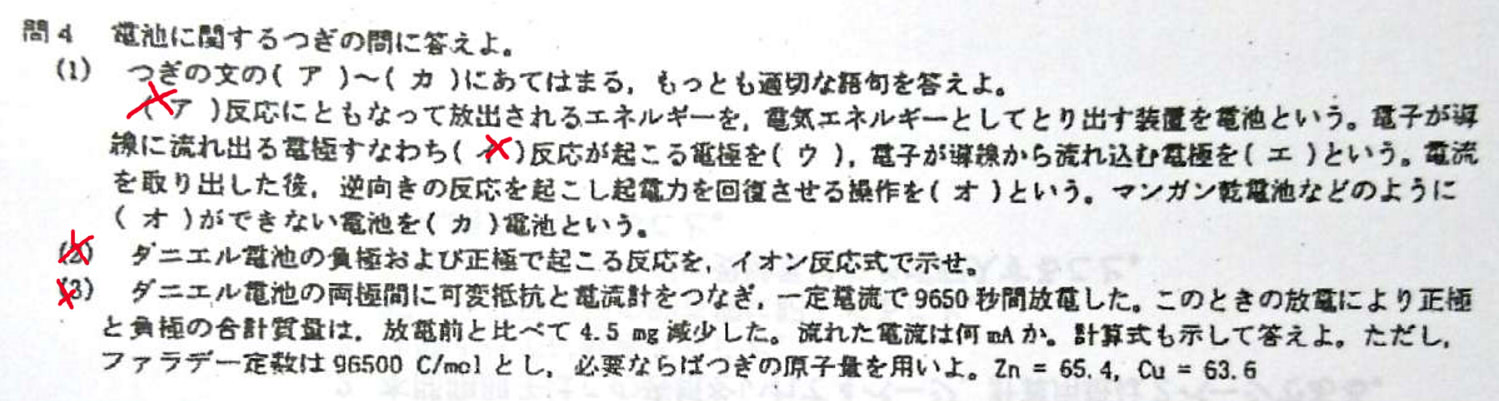 問4 電池に関するつぎの問に答えよ。
(1) つぎの文の( ア )～( カ )にあてはまる，もっとも適切な語句を答えよ。
( ア )反応にともなって放出されるエネルギーを，電気エネルギーとしてとり出す装置を電池という。電子が導
線に流れ出る電極すなわち( イ )反応が起こる電極を( ウ )，電子が導線から流れ込む電極を( エ )という。電流
を取り出した後，逆向きの反応を起こし起電力を回復させる操作を( オ )という。マンガン乾電池などのように
( オ )ができない電池を( カ )電池という。
(2) ダニエル電池の負極および正極で起こる反応を，イオン反応式で示せ。
(3) ダニエル電池の両極間に可変抵抗と電流計をつなぎ，一定電流で9650秒間放電した。このときの放電により正極
と負極の合計質量は，放電前と比べて4.5 mg減少した。流れた電流は何mAか。計算式も示して答えよ。ただし，
ファラデー定数は96500 C/molとし，必要ならばつぎの原子量を用いよ。Zn = 65.4, Cu = 63.6